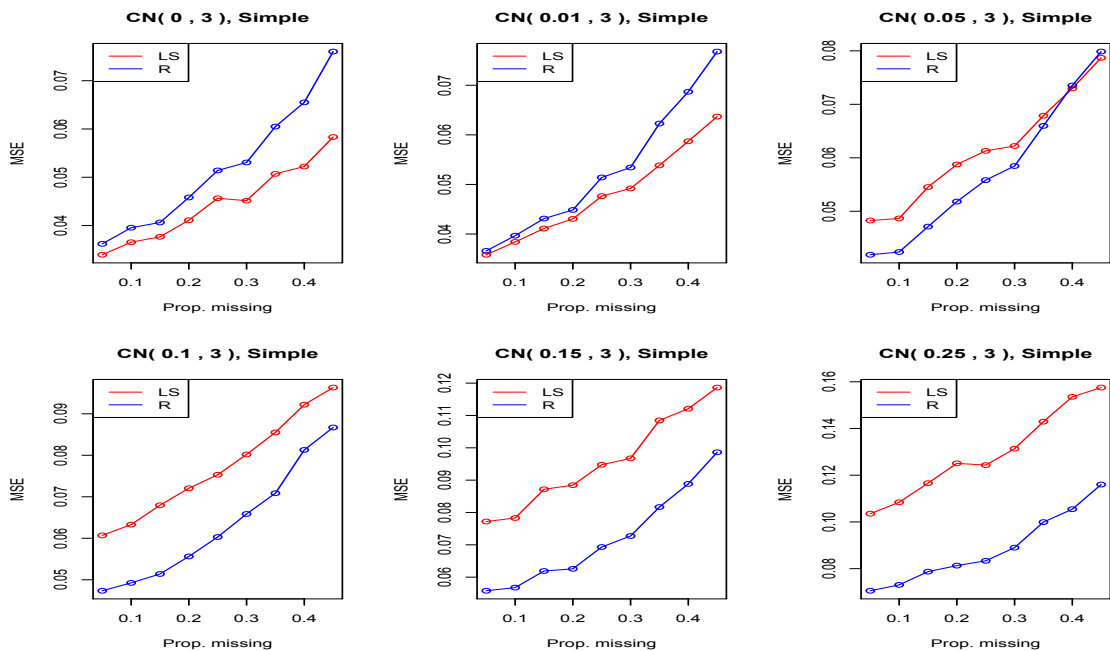 CN( 0 , 3 ), Simple
LS
R
MSE
0.04 0.05 0.06 0.07
0.1 0.2 0.3 0.4
Prop. missing
CN( 0.01 , 3 ), Simple
LS
R
MSE
0.04 0.05 0.06 0.07
0.1 0.2 0.3 0.4
Prop. missing
CN( 0.05 , 3 ), Simple
LS
R
MSE
0.05 0.06 0.07 0.08
0.1 0.2 0.3 0.4
Prop. missing
CN( 0.1 , 3 ), Simple
LS
R
MSE
0.05 0.06 0.07 0.08 0.09
0.1 0.2 0.3 0.4
Prop. missing
CN( 0.15 , 3 ), Simple
LS
R
MSE
0.06 0.07 0.08 0.09 0.10 0.11 0.12
0.1 0.2 0.3 0.4
Prop. missing
CN( 0.25 , 3 ), Simple
LS
R
MSE
0.08 0.10 0.12 0.14 0.16
0.1 0.2 0.3 0.4
Prop. missing